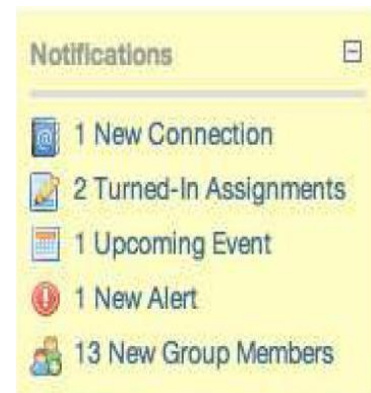 Notifications
1 New Connection
2 Turned-In Assignments
1 Upcoming Event
1 New Alert
13 New Group Members